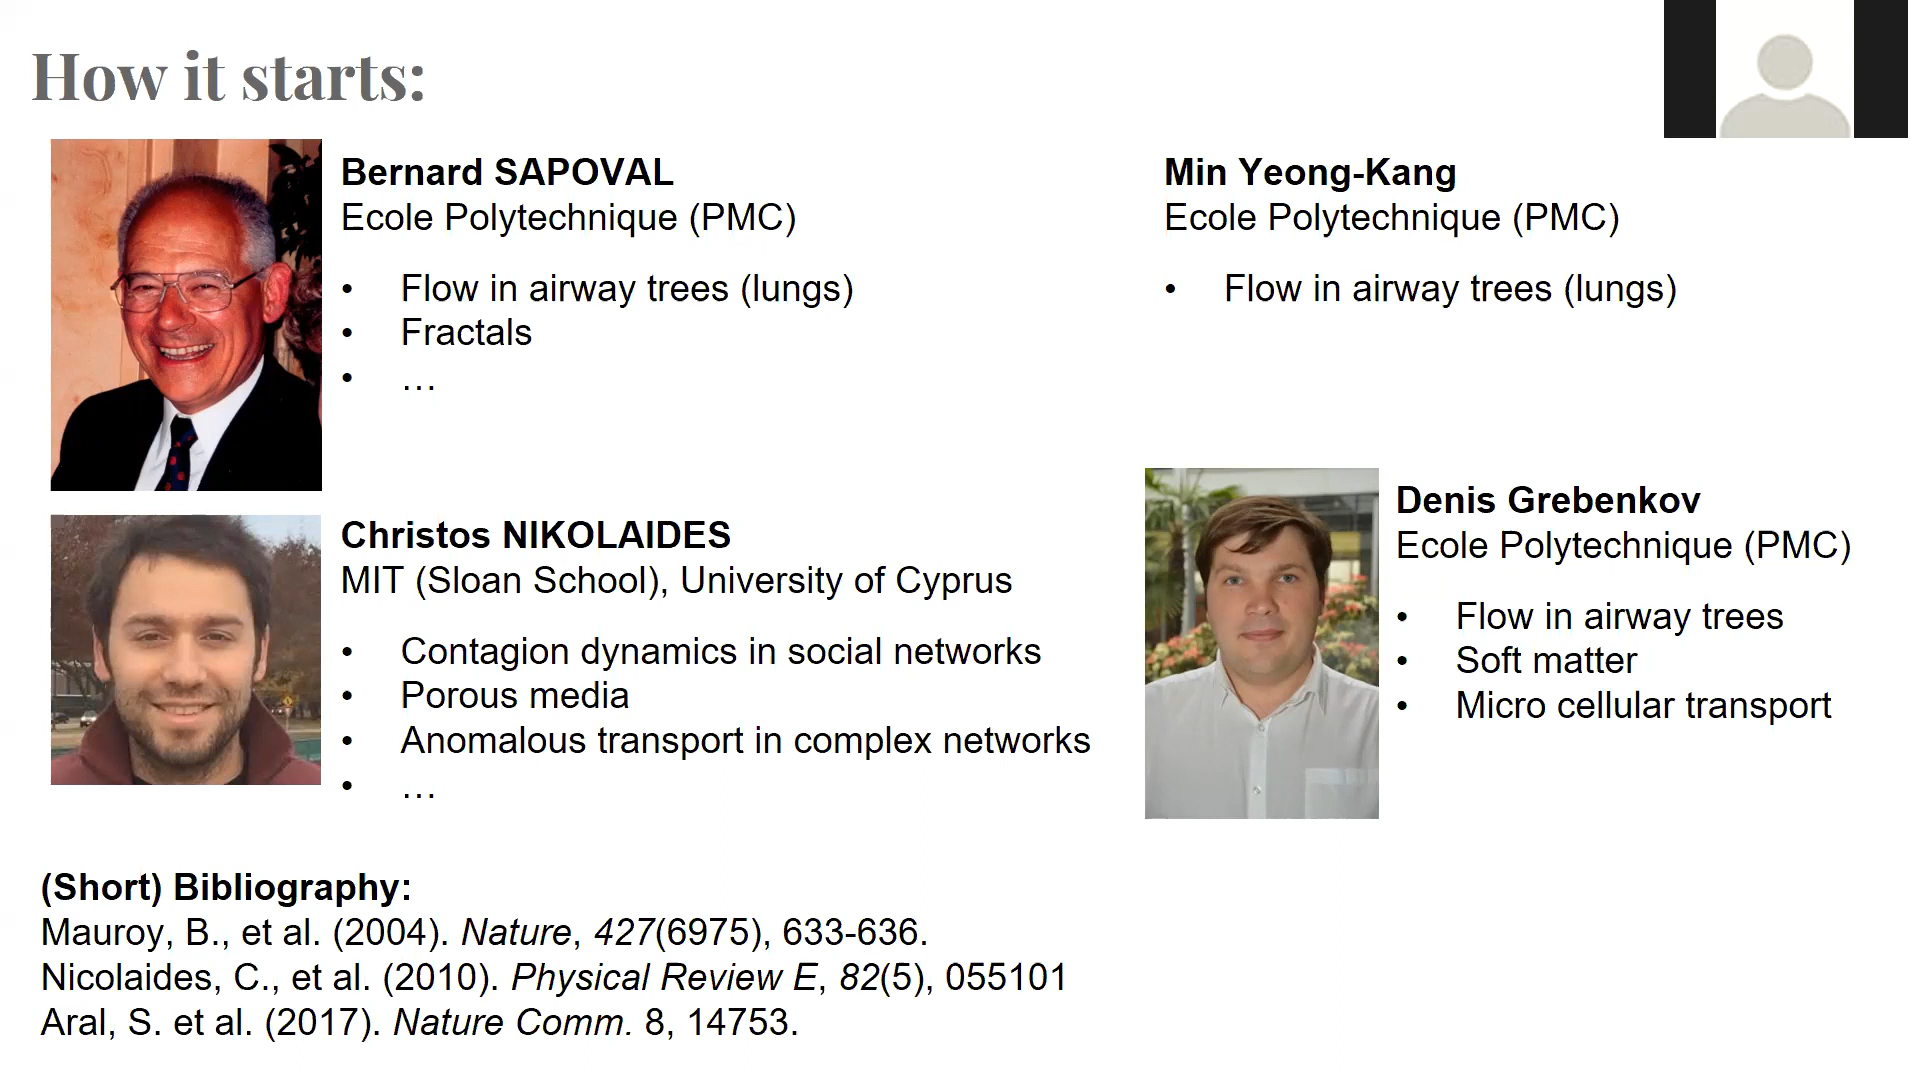 How it starts:
Bernard SAPOVAL
Ecole Polytechnique (PMC)
• Flow in airway trees (lungs)
• Fractals
• …
Min Yeong-Kang
Ecole Polytechnique (PMC)
• Flow in airway trees (lungs)
Christos NIKOLAIDES
MIT (Sloan School), University of Cyprus
• Contagion dynamics in social networks
• Porous media
• Anomalous transport in complex networks
• …
Denis Grebenkov
Ecole Polytechnique (PMC)
• Flow in airway trees
• Soft matter
• Micro cellular transport
(Short) Bibliography:
Mauroy, B., et al. (2004). Nature, 427(6975), 633-636.
Nicolaides, C., et al. (2010). Physical Review E, 82(5), 055101
Aral, S. et al. (2017). Nature Comm. 8, 14753.